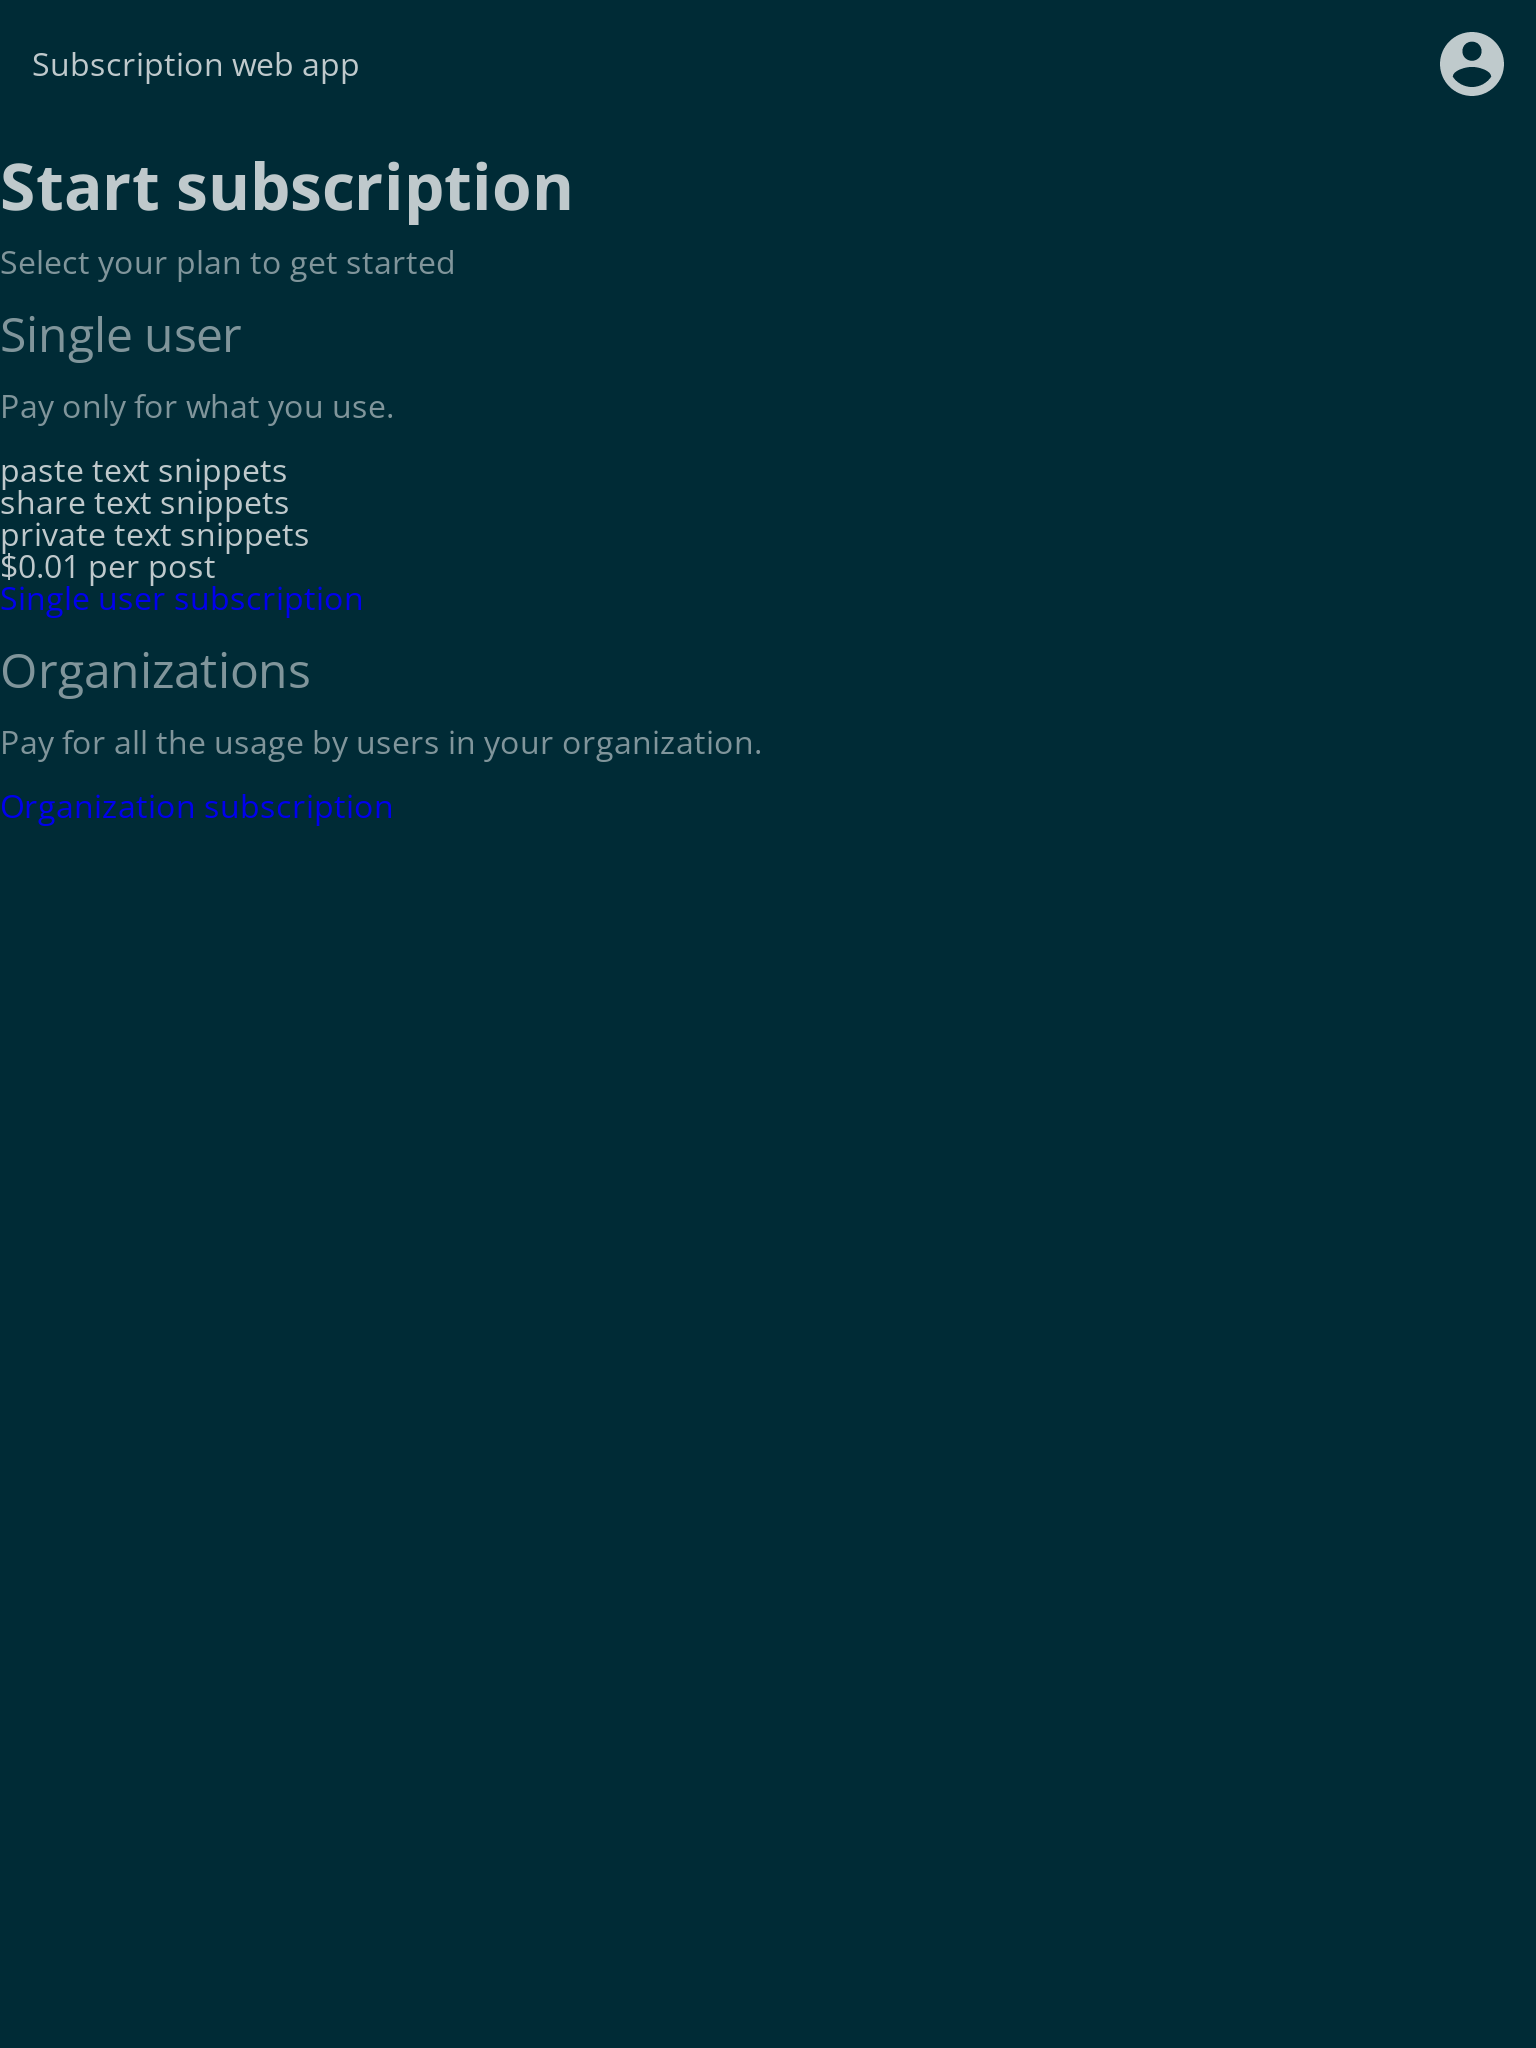 Subscription web app
Start subscription
Select your plan to get started
Single user
Pay only for what you use.
paste text snippets
share text snippets
private text snippets
$0.01 per post
Single user subscription
Organizations
Pay for all the usage by users in your organization.
Organization subscription